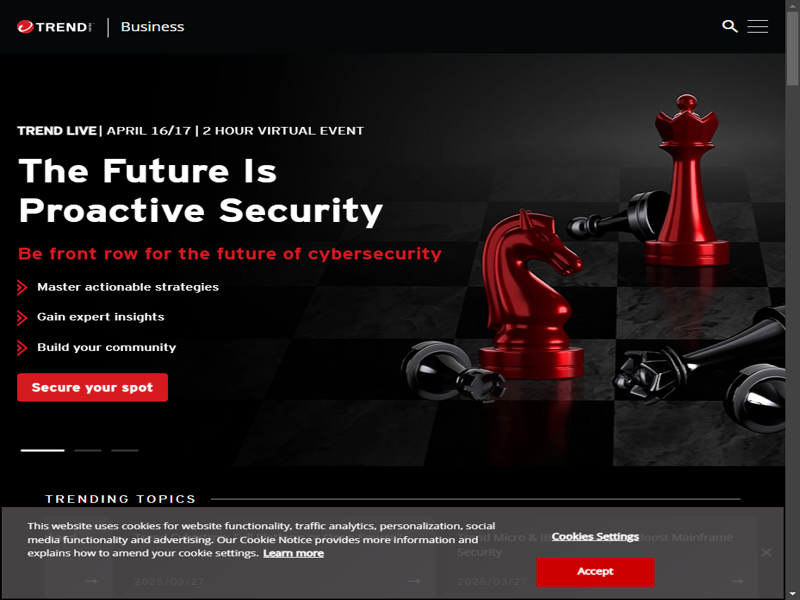 TREND | Business
TREND LIVE | APRIL 16/17 | 2 HOUR VIRTUAL EVENT
The Future Is
Proactive Security
Be front row for the future of cybersecurity
Master actionable strategies
Gain expert insights
Build your community
Secure your spot
TRENDING TOPICS
This website uses cookies for website functionality, traffic analytics, personalization, social
media functionality and advertising. Our Cookie Notice provides more information and
explains how to amend your cookie settings. Learn more
Cookies Settings
Accept
Micro &
Boost Mainframe
Security
2025/03/27
2025/03/27